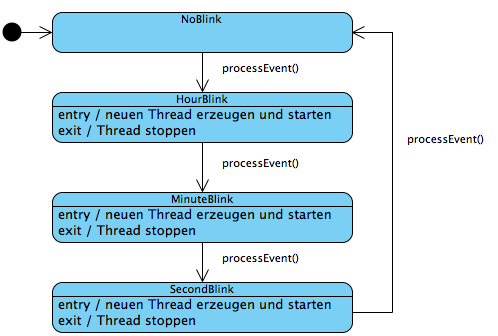 NoBlink
processEvent()
HourBlink
entry / neuen Thread erzeugen und starten
exit / Thread stoppen
processEvent()
processEvent()
MinuteBlink
entry / neuen Thread erzeugen und starten
exit / Thread stoppen
processEvent()
SecondBlink
entry / neuen Thread erzeugen und starten
exit / Thread stoppen